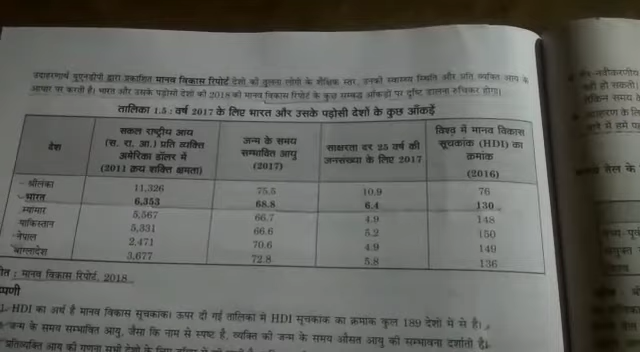 उदाहरणार्थ यूएनडीपी द्वारा प्रकाशित मानव विकास रिपोर्ट देशों की तुलना लोगों के शैक्षिक स्तर, उनकी स्वास्थ्य स्थिति और प्रति व्यक्ति आय के
आधार पर करती है। भारत और उसके पड़ोसी देशों की 2018 की मानव विकास रिपोर्ट के कुछ सम्बद्ध आँकड़ों पर दृष्टि डालना रुचिकर होगा।
तालिका 1.5 : वर्ष 2017 के लिए भारत और उसके पड़ोसी देशों के कुछ आँकड़ें
देश सकल राष्ट्रीय आय (स. रा. आ.) प्रति व्यक्ति अमेरिका डॉलर में (2011 क्रय शक्ति क्षमता) जन्म के समय सम्भावित आयु (2017) साक्षरता दर 25 वर्ष की जनसंख्या के लिए 2017 विश्व में मानव विकास सूचकांक (HDI) का क्रमांक (2016)
श्रीलंका 11,326 75.5 10.9 76
भारत 6,353 68.8 6.4 130
म्यांमार 5,567 66.7 4.9 148
पाकिस्तान 5,331 66.6 5.2 150
नेपाल 2,471 70.6 4.9 149
बांग्लादेश 3,677 72.8 5.8 136
: मानव विकास रिपोर्ट, 2018
1. HDI का अर्थ है मानव विकास सूचकांक। ऊपर दी गई तालिका में HDI सूचकांक का क्रमांक कुल 189 देशों में से है।
जन्म के समय सम्भावित आयु, जैसा कि नाम से स्पष्ट है, व्यक्ति की जन्म के समय औसत आयु की सम्भावना दर्शाती है।
प्रतिव्यक्ति आय की गणना सभी देशों के लिए